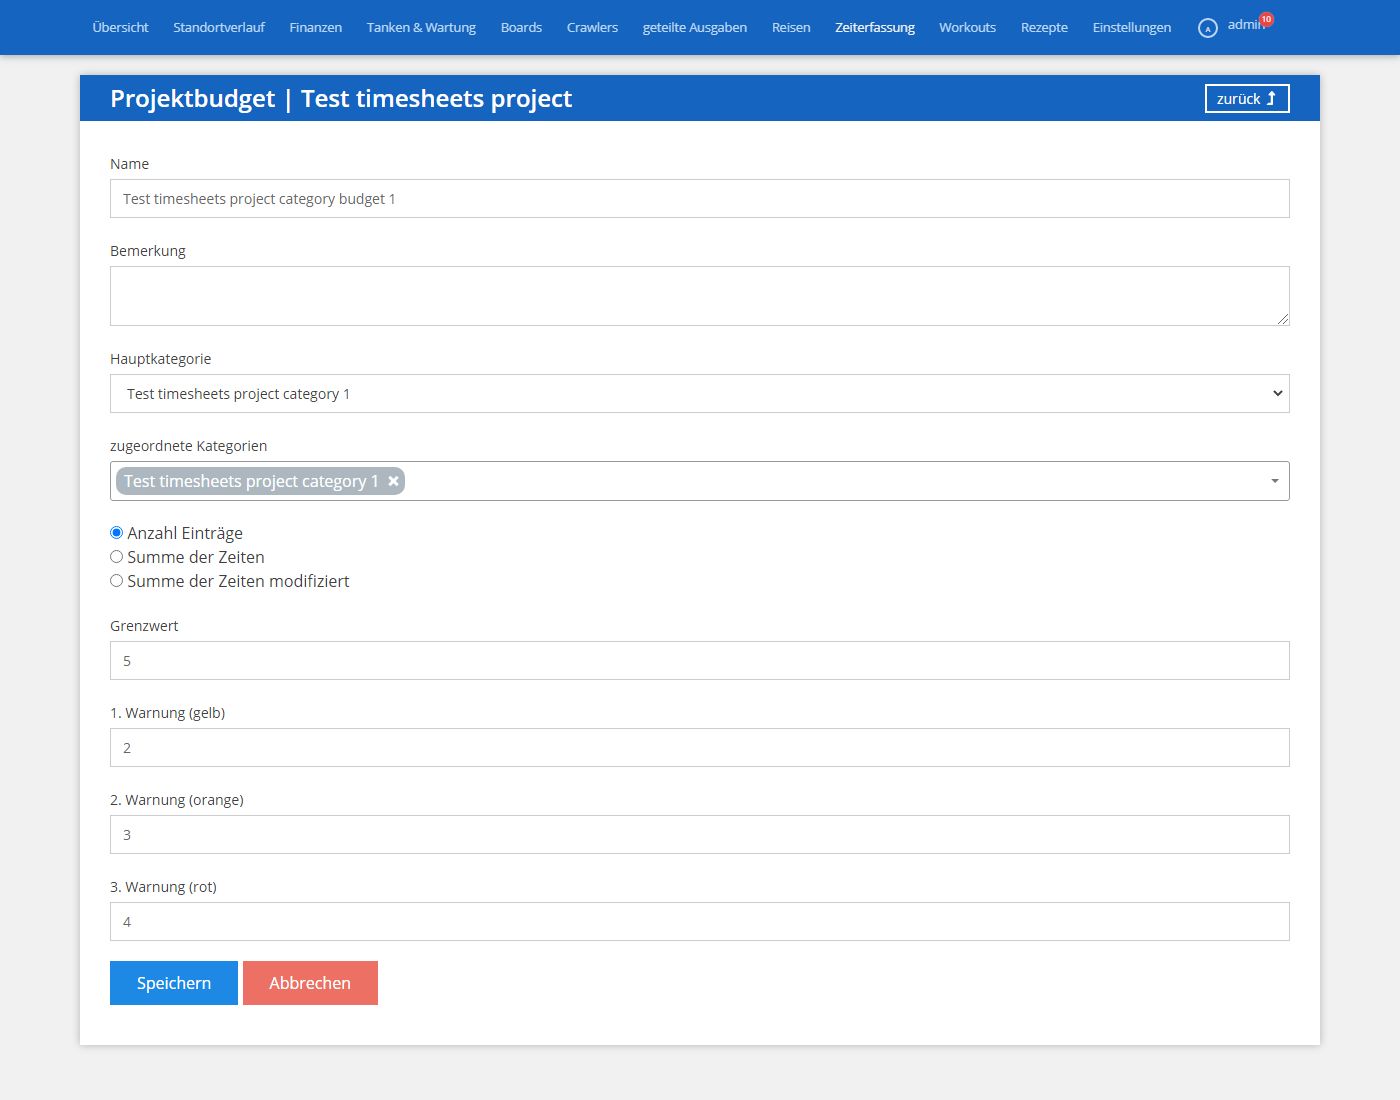 Übersicht Standortverlauf Finanzen Tanken & Wartung Boards Crawlers geteilte Ausgaben Reisen Zeiterfassung Workouts Rezepte Einstellungen A admin 10
Projektbudget | Test timesheets project zurück
Name
Test timesheets project category budget 1
Bemerkung
Hauptkategorie
Test timesheets project category 1
zugeordnete Kategorien
Test timesheets project category 1
Anzahl Einträge
Summe der Zeiten
Summe der Zeiten modifiziert
Grenzwert
5
1. Warnung (gelb)
2
2. Warnung (orange)
3
3. Warnung (rot)
4
Speichern Abbrechen